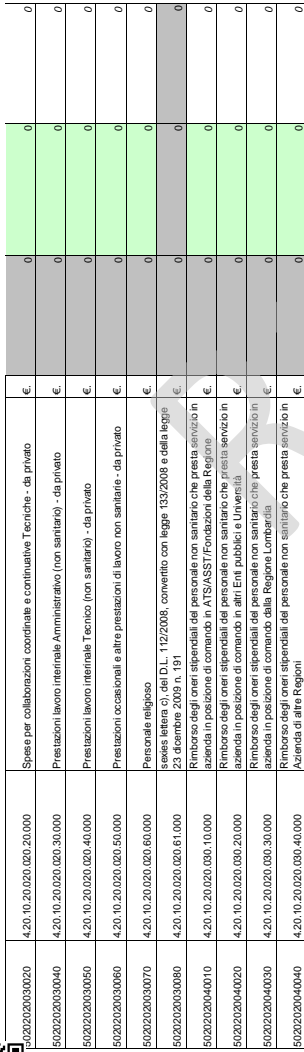 50202020030020 4.20.10.20.020.020.20.000 Spese per collaborazioni coordinate e continuative Tecniche - da privato €. 0 0 0
50202020030040 4.20.10.20.020.020.30.000 Prestazioni lavoro interinale Amministrativo (non sanitario) - da privato €. 0 0 0
50202020030050 4.20.10.20.020.020.40.000 Prestazioni lavoro interinale Tecnico (non sanitario) - da privato €. 0 0 0
50202020030060 4.20.10.20.020.020.50.000 Prestazioni occasionali e altre prestazioni di lavoro non sanitarie - da privato €. 0 0 0
50202020030070 4.20.10.20.020.020.60.000 Personale religioso €. 0 0 0
50202020030080 4.20.10.20.020.020.61.000 sexies lettera c), del D.L. 112/2008, convertito con legge 133/2008 e della legge
23 dicembre 2009 n. 191 €. 0 0 0
50202020040010 4.20.10.20.020.030.10.000 Rimborso degli oneri stipendiali del personale non sanitario che presta servizio in
azienda in posizione di comando in ATS/ASST/Fondazioni della Regione €. 0 0 0
50202020040020 4.20.10.20.020.030.20.000 Rimborso degli oneri stipendiali del personale non sanitario che presta servizio in
azienda in posizione di comando in altri Enti pubblici e Università €. 0 0 0
50202020040030 4.20.10.20.020.030.30.000 Rimborso degli oneri stipendiali del personale non sanitario che presta servizio in
azienda in posizione di comando dalla Regione Lombardia €. 0 0 0
50202020040040 4.20.10.20.020.030.40.000 Rimborso degli oneri stipendiali del personale non sanitario che presta servizio in
Azienda di altre Regioni €. 0 0 0